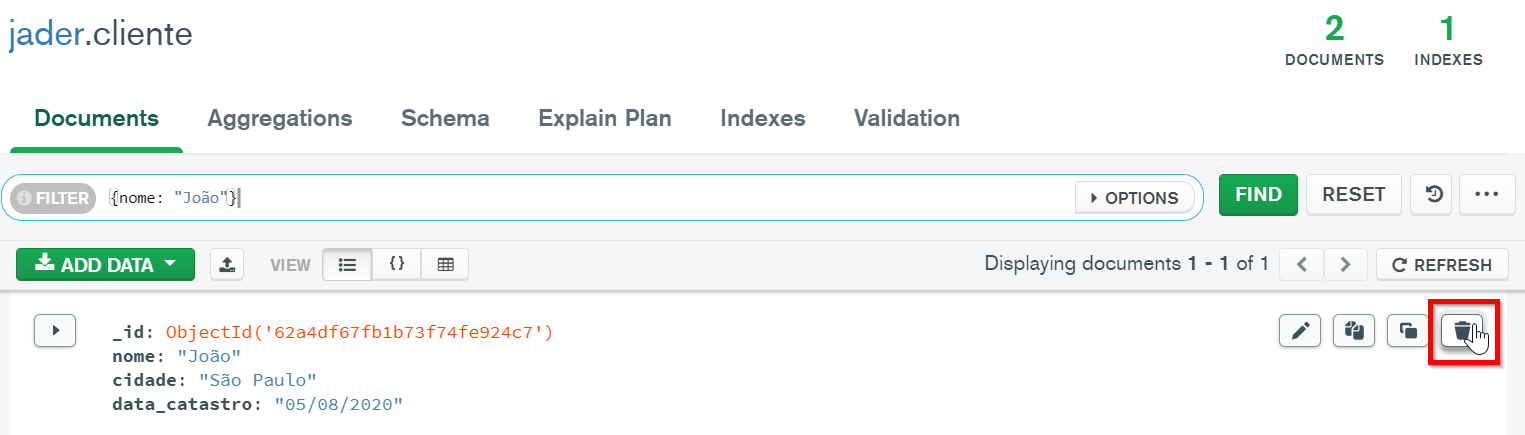 jader.cliente
2 1
DOCUMENTS INDEXES
Documents Aggregations Schema Explain Plan Indexes Validation
FILTER {nome: "João"} OPTIONS FIND RESET
ADD DATA VIEW {} Displaying documents 1 - 1 of 1 REFRESH
_id: ObjectId('62a4df67fb1b73f74fe924c7')
nome: "João"
cidade: "São Paulo"
data_catastro: "05/08/2020"